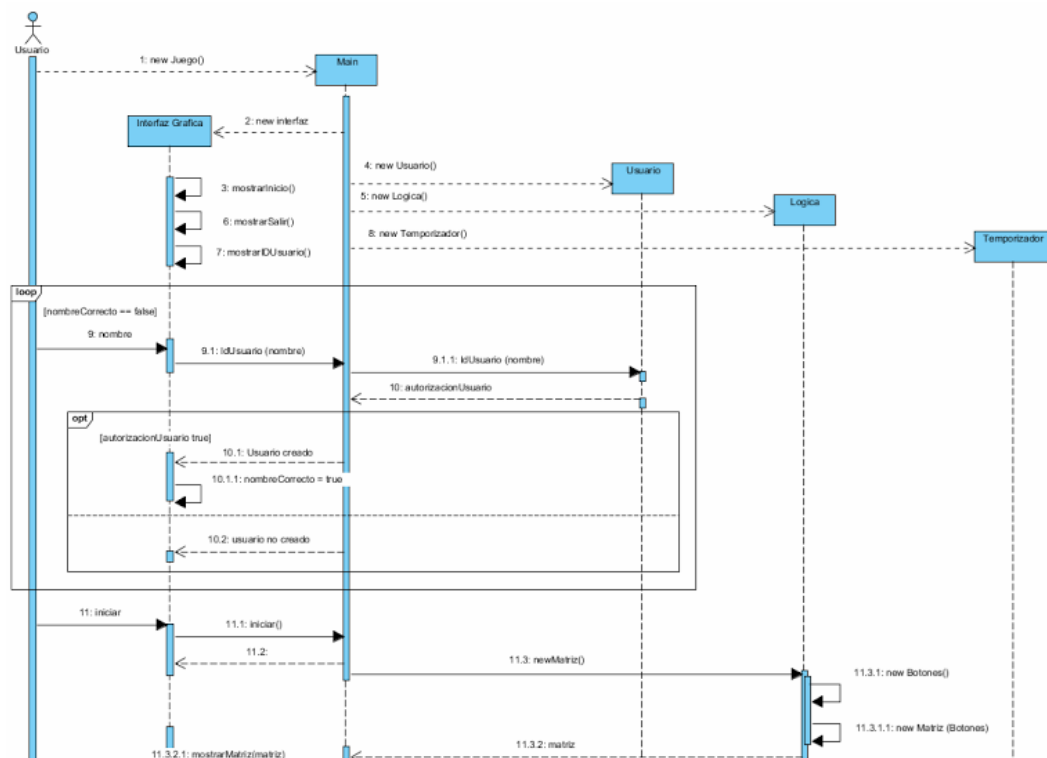 Usuario
1: new Juego()
Main
Interfaz Grafica
2: new interfaz
4: new Usuario()
Usuario
3: mostrarInicio()
5: new Logica()
Logica
6: mostrarSalir()
8: new Temporizador()
Temporizador
7: mostrarIDUsuario()
loop
[nombreCorrecto == false]
9: nombre
9.1: IdUsuario (nombre)
9.1.1: IdUsuario (nombre)
10: autorizacionUsuario
opt
[autorizacionUsuario true]
10.1: Usuario creado
10.1.1: nombreCorrecto = true
10.2: usuario no creado
11: iniciar
11.1: iniciar()
11.2:
11.3: newMatriz()
11.3.1: new Botones()
11.3.1.1: new Matriz (Botones)
11.3.2: matriz
11.3.2.1: mostrarMatriz(matriz)